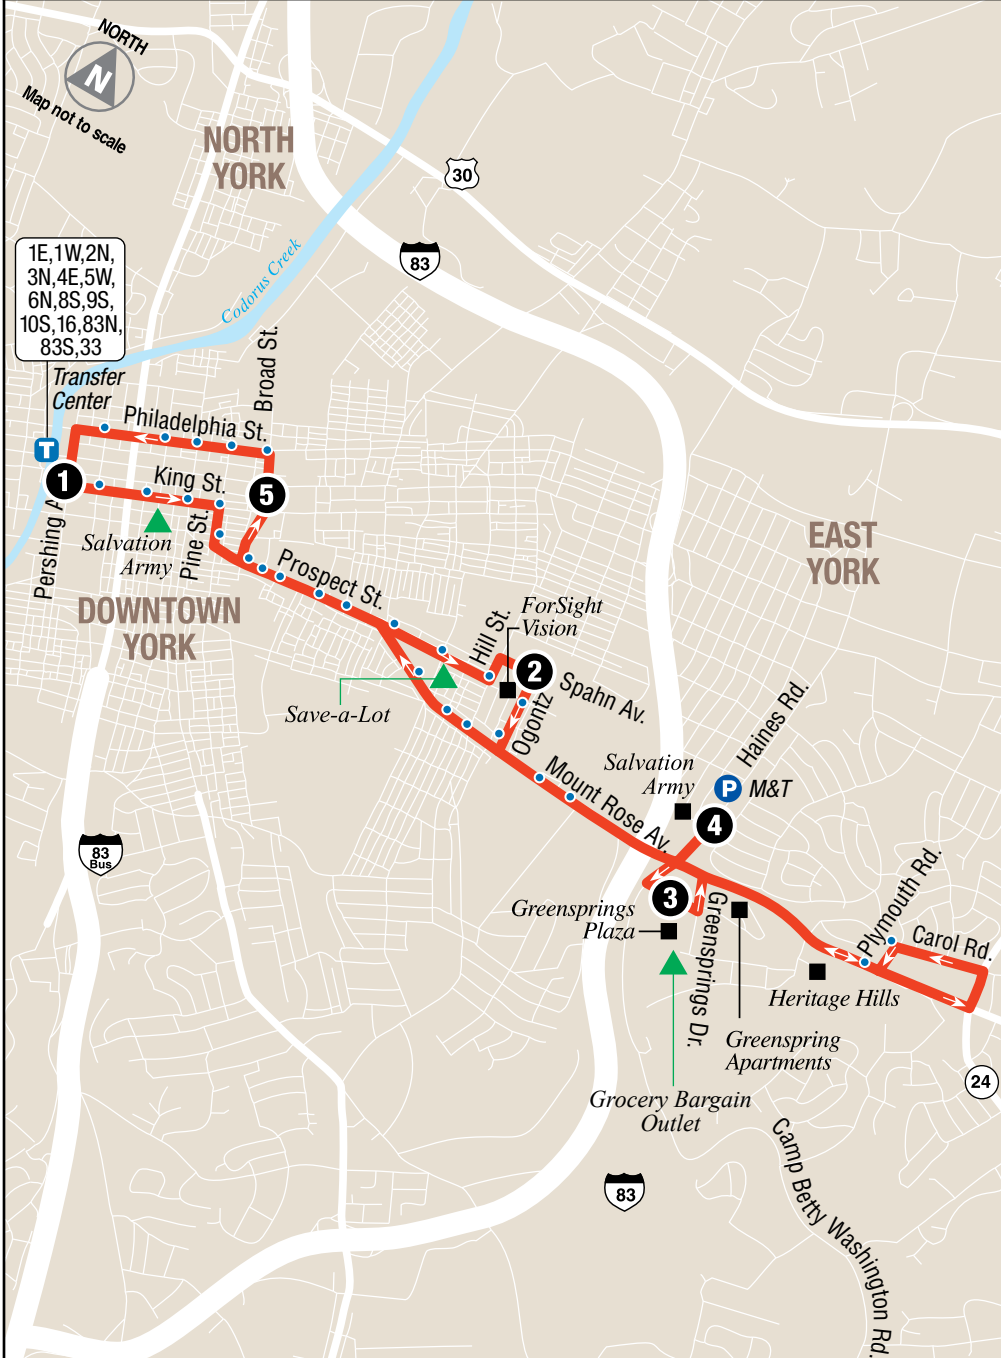 NORTH
N
Map not to scale
NORTH
YORK
30
83
Codorus Creek
1E,1W,2N,
3N,4E,5W,
6N,8S,9S,
10S,16,83N,
83S,33
Transfer
Center
Broad St.
Philadelphia St.
T
1
King St.
5
Pershing A
Salvation
Army
Pine St.
Prospect St.
EAST
YORK
DOWNTOWN
YORK
Hill St.
ForSight
Vision
2
Spahn Av.
Save-a-Lot
Ogontz
Haines Rd.
Salvation
Army
P
M&T
Mount Rose Av.
4
83
Bus
3
Greensprings
Plaza
Greensprings Dr.
Plymouth Rd.
Carol Rd.
Heritage Hills
Greenspring
Apartments
24
Grocery Bargain
Outlet
Camp Betty Washington Rd.
83